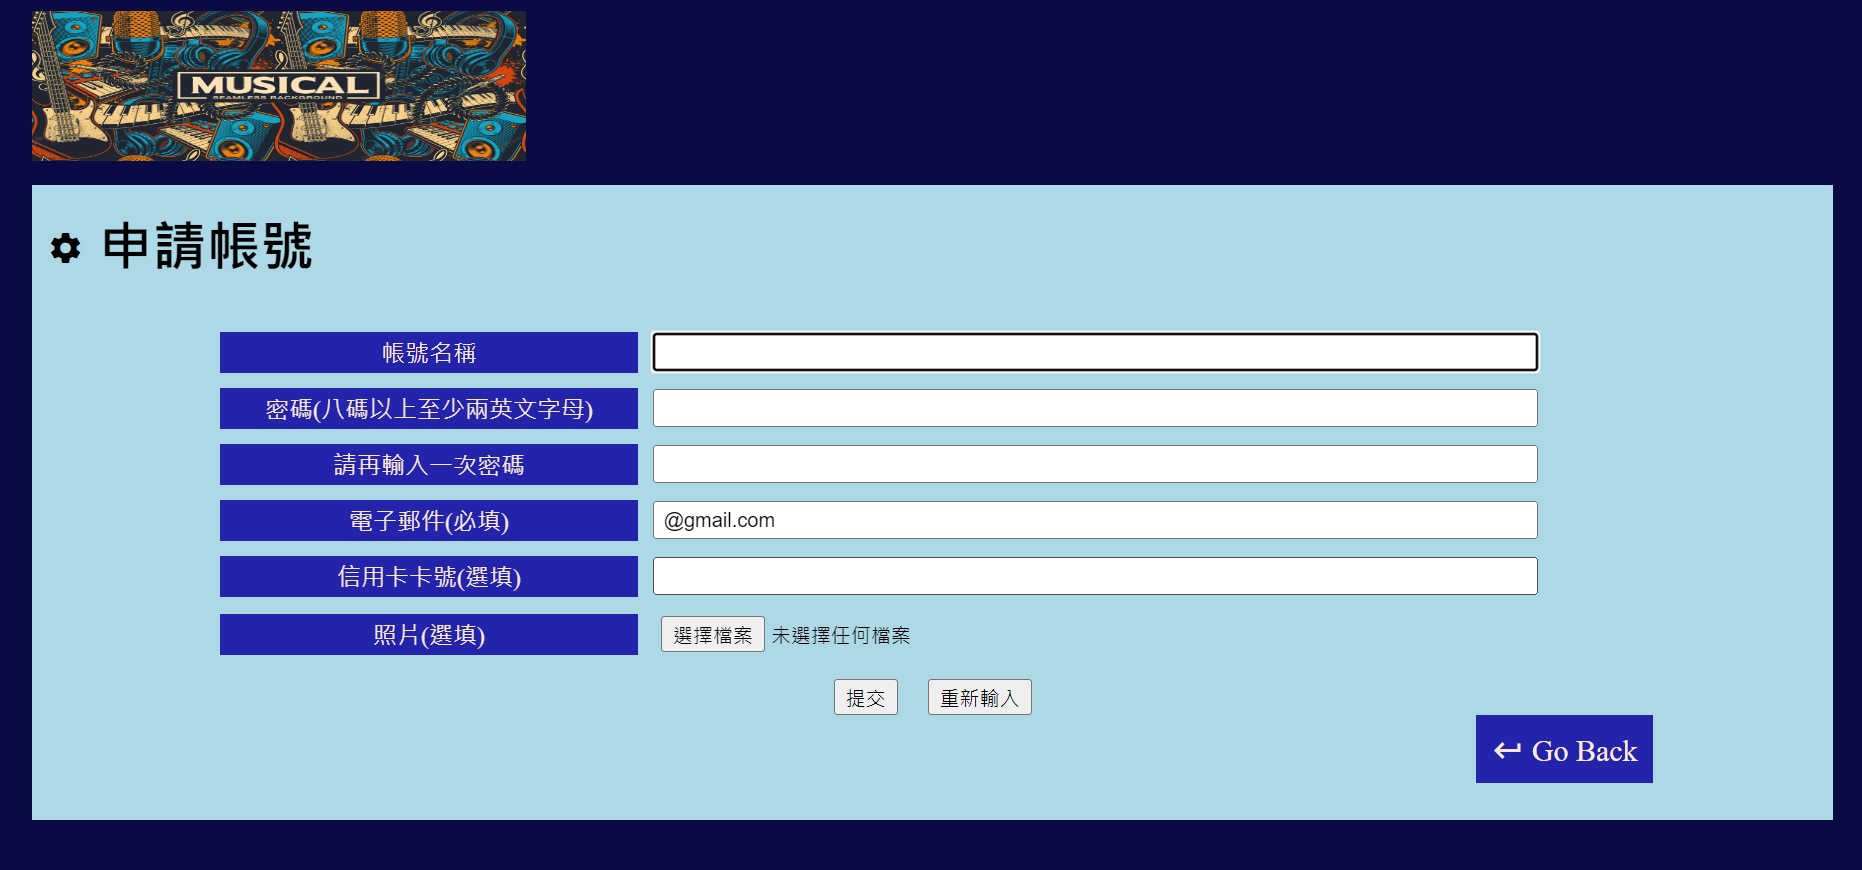 MUSICAL
SEAMLESS BACKGROUND
申請帳號
帳號名稱
密碼(八碼以上至少兩英文字母)
請再輸入一次密碼
電子郵件(必填) @gmail.com
信用卡卡號(選填)
照片(選填) 選擇檔案 未選擇任何檔案
提交 重新輸入
Go Back